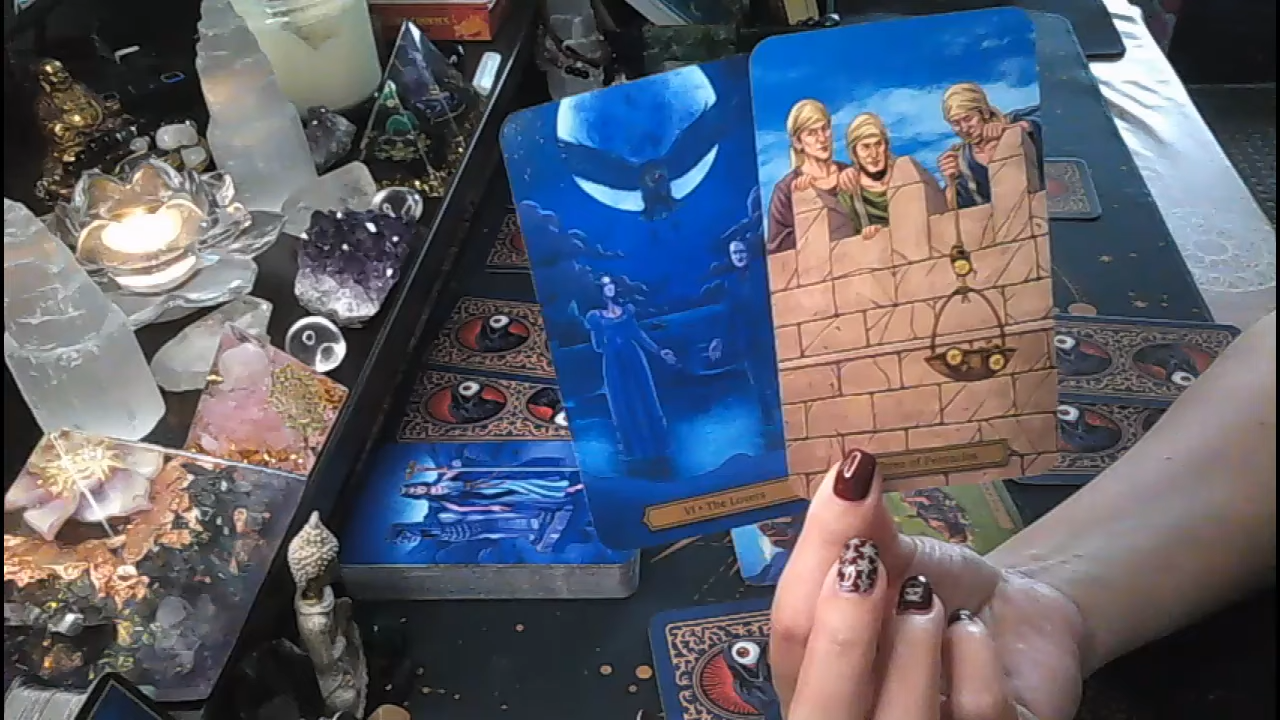 VI • The Lovers
of Pentacles